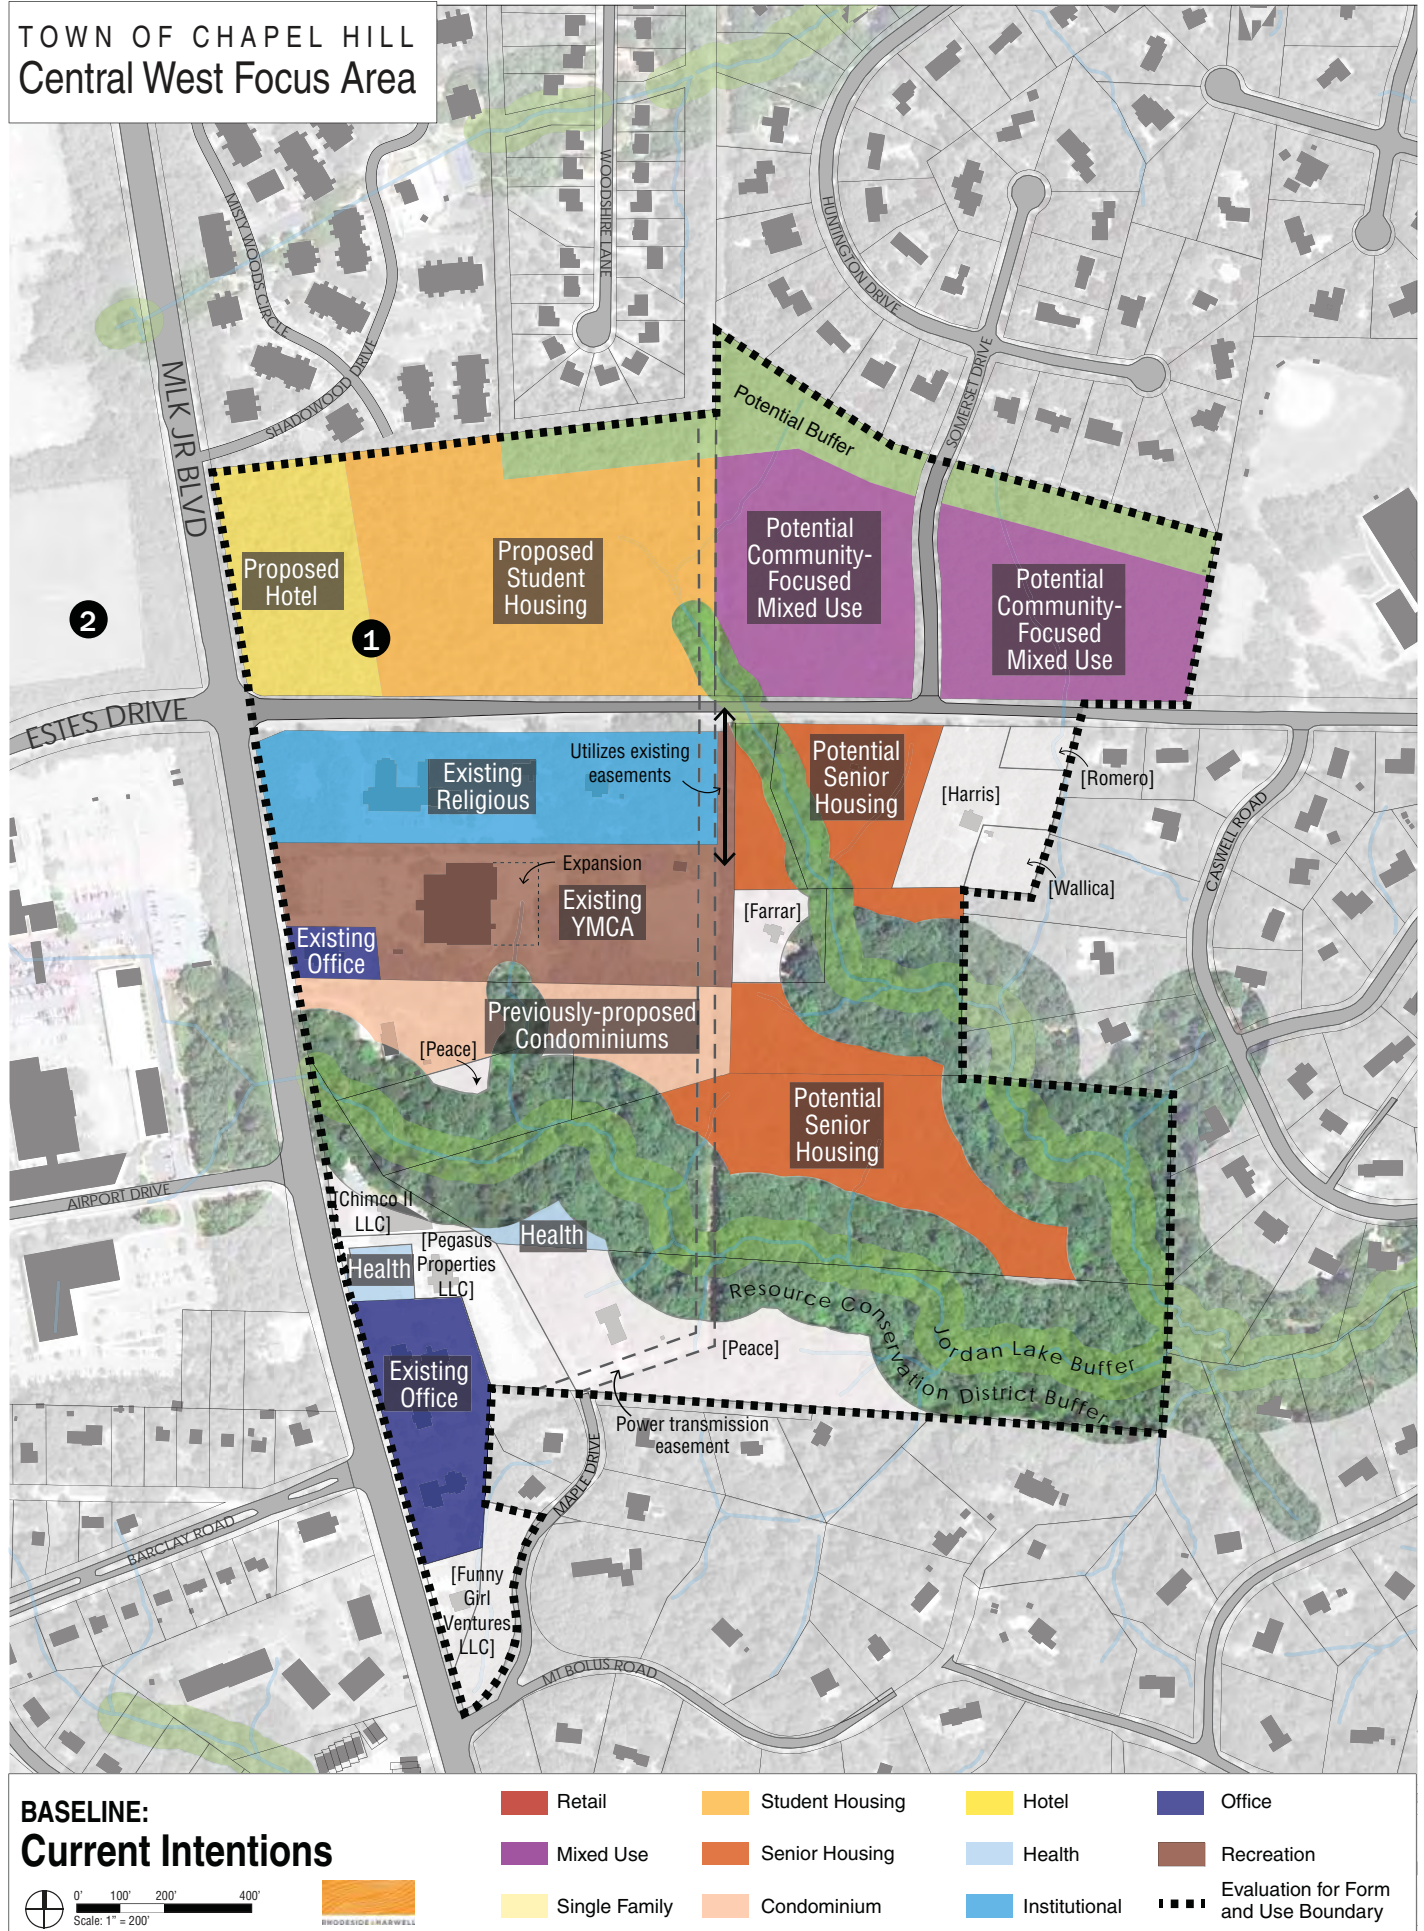 TOWN OF CHAPEL HILL
Central West Focus Area
WOODSHIRE LANE
MISTY WOODS CIRCLE
HUNTINGTON DRIVE
SHADOWOOD DRIVE
SOMERSET DRIVE
MLK JR BLVD
Potential Buffer
Proposed
Hotel
Proposed
Student
Housing
Potential
Community-
Focused
Mixed Use
Potential
Community-
Focused
Mixed Use
2
1
ESTES DRIVE
Utilizes existing
easements
Existing
Religious
Potential
Senior
Housing
[Harris]
[Romero]
[Wallica]
CASWELL ROAD
Expansion
Existing
YMCA
[Farrar]
Existing
Office
Previously-proposed
Condominiums
[Peace]
Potential
Senior
Housing
AIRPORT DRIVE
[Chimco II
LLC]
[Pegasus
Properties
LLC]
Health
Health
Resource Conservation District Buffer
Jordan Lake Buffer
[Peace]
Existing
Office
Power transmission
easement
MAPLE DRIVE
BARCLAY ROAD
[Funny
Girl
Ventures
LLC]
MT BOLUS ROAD
BASELINE:
Current Intentions
0' 100' 200' 400'
Scale: 1" = 200'
RHODESIDE & HARWELL
Retail
Mixed Use
Single Family
Student Housing
Senior Housing
Condominium
Hotel
Health
Institutional
Office
Recreation
Evaluation for Form
and Use Boundary